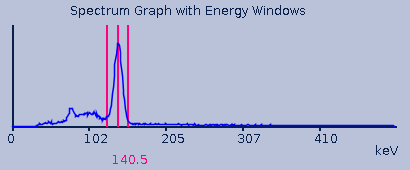 Spectrum Graph with Energy Windows
0 102 205 307 410
keV
140.5